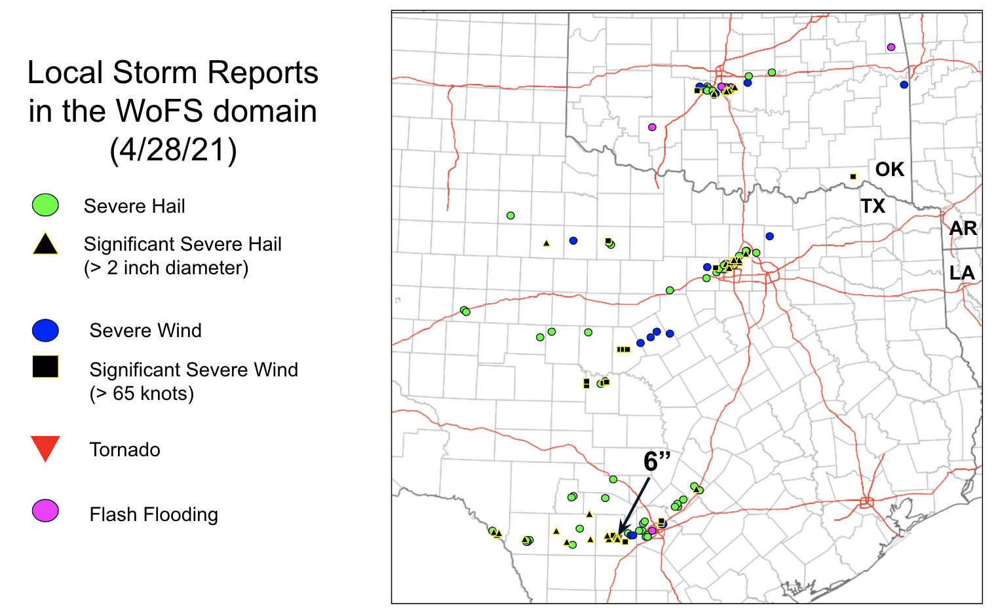 Local Storm Reports
in the WoFS domain
(4/28/21)
Severe Hail
Significant Severe Hail
(> 2 inch diameter)
Severe Wind
Significant Severe Wind
(> 65 knots)
Tornado
Flash Flooding
OK
TX
AR
LA
6”